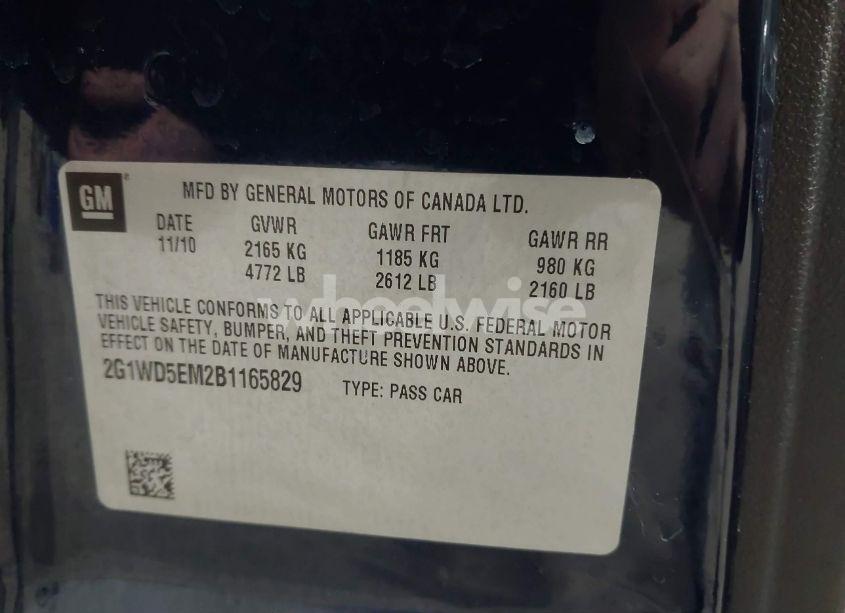 GM
MFD BY GENERAL MOTORS OF CANADA LTD.
DATE GVWR GAWR FRT GAWR RR
11/10 2165 KG 1185 KG 980 KG
4772 LB 2612 LB 2160 LB
wheelwise
THIS VEHICLE CONFORMS TO ALL APPLICABLE U.S. FEDERAL MOTOR
VEHICLE SAFETY, BUMPER, AND THEFT PREVENTION STANDARDS IN
EFFECT ON THE DATE OF MANUFACTURE SHOWN ABOVE.
2G1WD5EM2B1165829 TYPE: PASS CAR